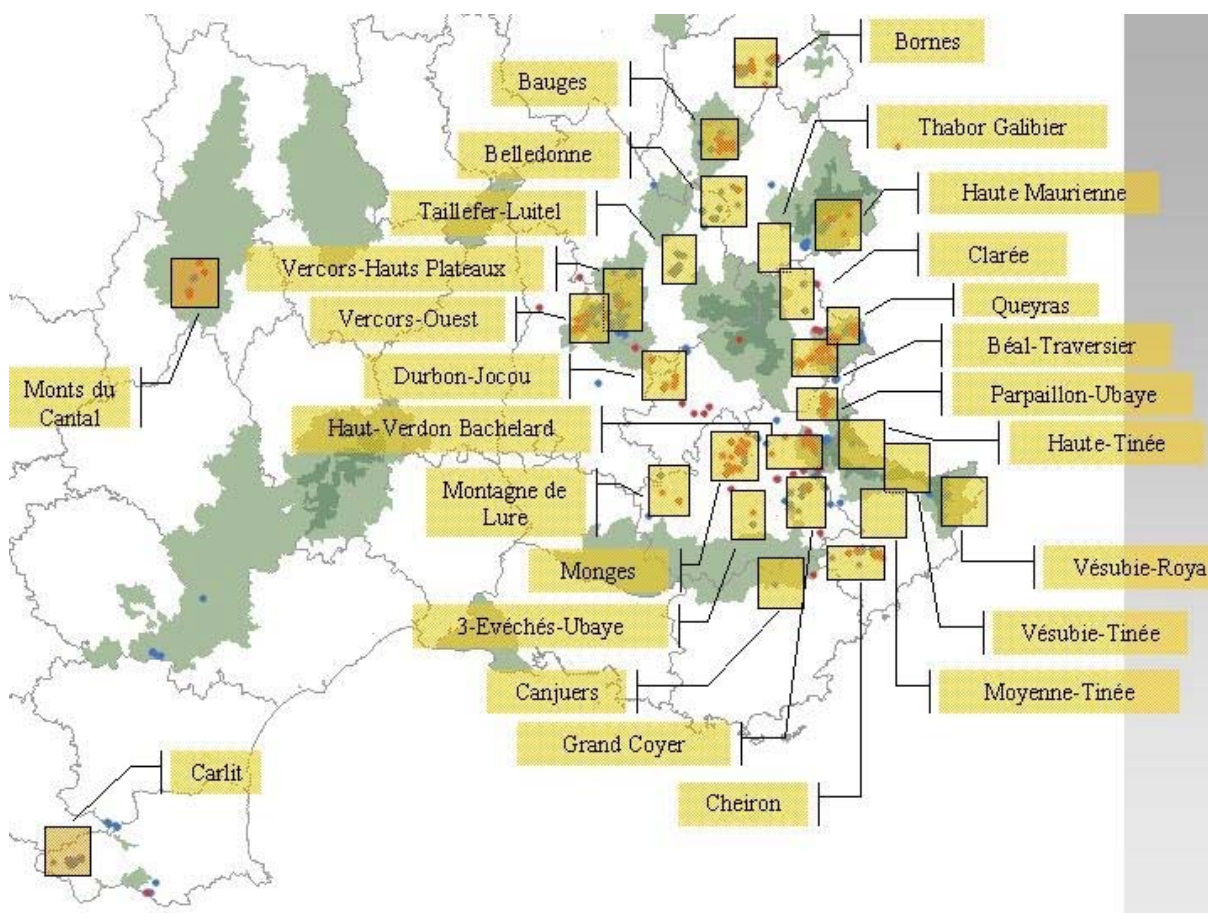 Bornes
Bauges
Thabor Galibier
Belledonne
Haute Maurienne
Taillefer-Luitel
Clarée
Vercors-Hauts Plateaux
Queyras
Vercors-Ouest
Béal-Traversier
Durbon-Jocou
Monts du
Cantal
Parpaillon-Ubaye
Haut-Verdon Bachelard
Haute-Tinée
Montagne de
Lure
Monges
Vésubie-Roya
3-Evéchés-Ubaye
Vésubie-Tinée
Canjuers
Moyenne-Tinée
Grand Coyer
Carlit
Cheiron